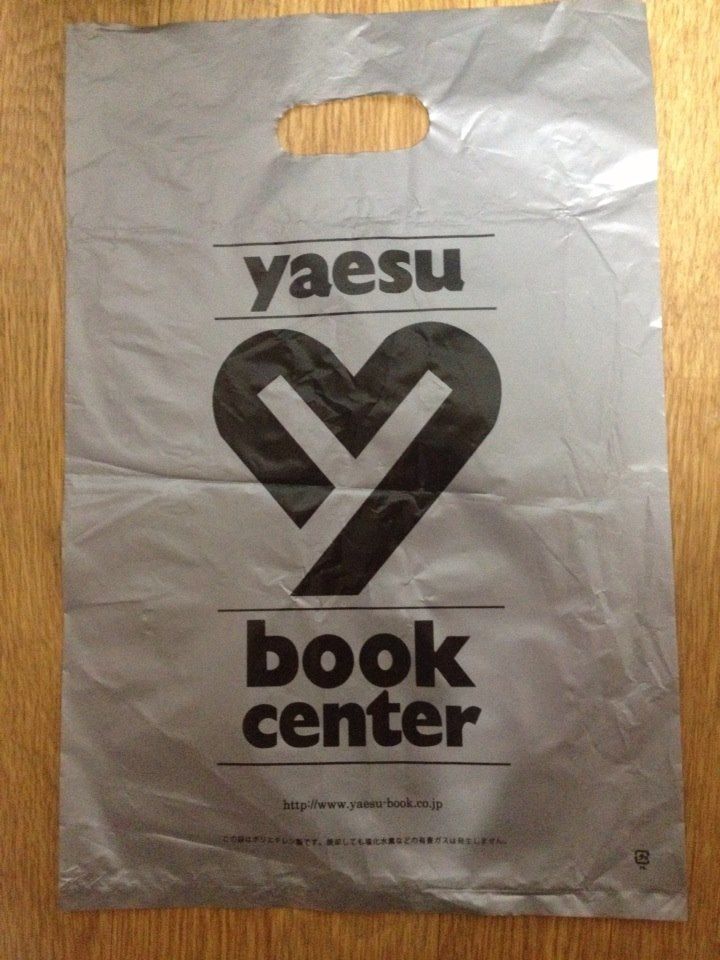 yaesu
book
center
http://www.yaesu-book.co.jp
この袋はポリエチレン製です。焼却しても塩化水素などの有害ガスは発生しません。